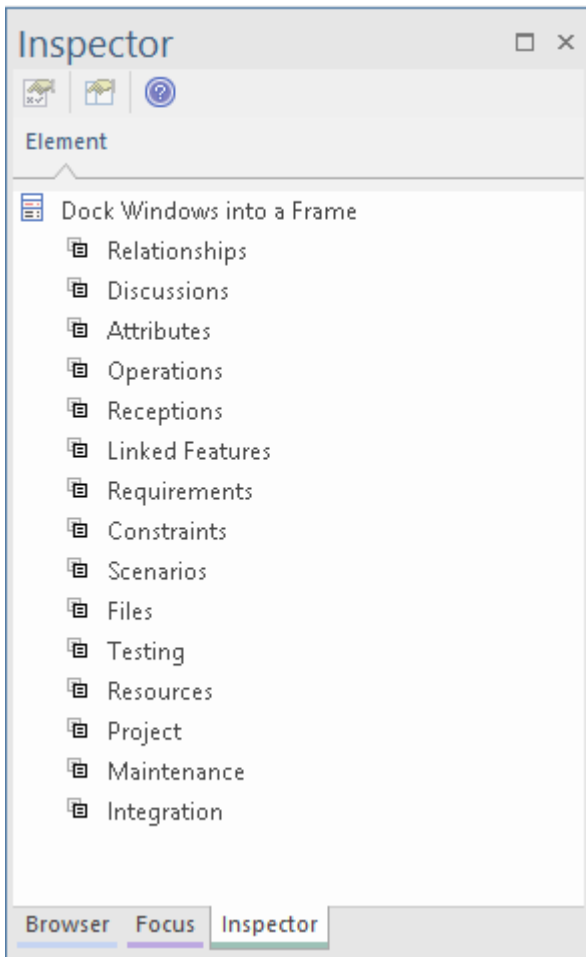 Inspector
Element
Dock Windows into a Frame
Relationships
Discussions
Attributes
Operations
Receptions
Linked Features
Requirements
Constraints
Scenarios
Files
Testing
Resources
Project
Maintenance
Integration
Browser Focus Inspector